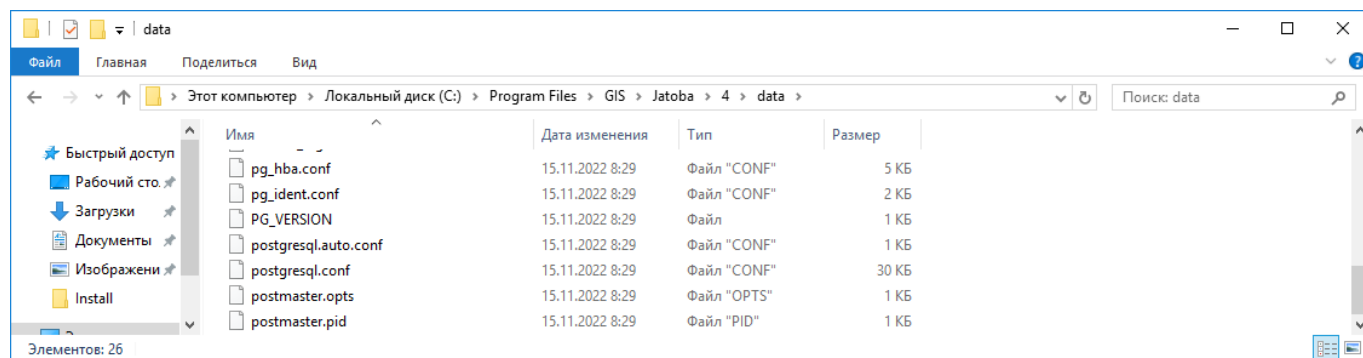 data
Файл Главная Поделиться Вид
Этот компьютер > Локальный диск (C:) > Program Files > GIS > Jatoba > 4 > data >
Поиск: data
Имя Дата изменения Тип Размер
Быстрый доступ
Рабочий сто.
Загрузки
Документы
Изображени
Install
pg_hba.conf 15.11.2022 8:29 Файл "CONF" 5 КБ
pg_ident.conf 15.11.2022 8:29 Файл "CONF" 2 КБ
PG_VERSION 15.11.2022 8:29 Файл 1 КБ
postgresql.auto.conf 15.11.2022 8:29 Файл "CONF" 1 КБ
postgresql.conf 15.11.2022 8:29 Файл "CONF" 30 КБ
postmaster.opts 15.11.2022 8:29 Файл "OPTS" 1 КБ
postmaster.pid 15.11.2022 8:29 Файл "PID" 1 КБ
Элементов: 26